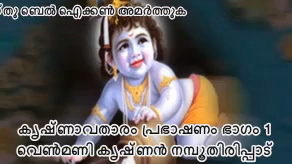 തു ബെൽ ഐക്കൺ അമർത്തുക
കൃഷ്ണാവതാരം പ്രഭാഷണം ഭാഗം 1
വെൺമണി കൃഷ്ണൻ നമ്പൂതിരിപ്പാട്